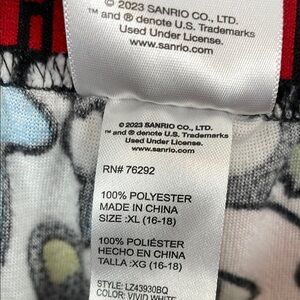 © 2023 SANRIO CO., LTD.
™ and ® denote U.S. Trademarks
Used Under License.
www.sanrio.com
© 2023 SANRIO CO., LTD.
™ and ® denote U.S. Trademarks
Used Under License.
www.sanrio.com
RN# 76292
100% POLYESTER
MADE IN CHINA
SIZE: XL (16-18)
100% POLIÉSTER
HECHO EN CHINA
TALLA :XG (16-18)
STYLE: LZ43930BQ
COLOR: VIVID WHITE